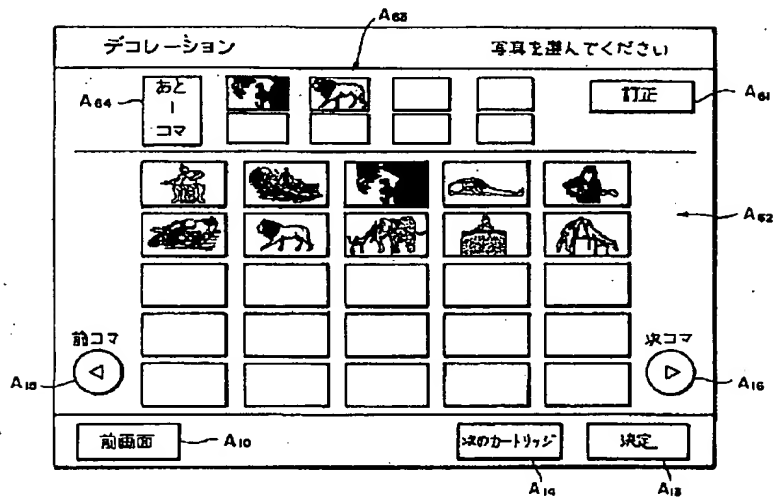 A63
デコレーション 写真を選んでください
A64
あと
1
コマ
訂正
A61
A62
前コマ
次コマ
A15
A16
前画面
A10
次のカートリッジ
決定
A14
A13